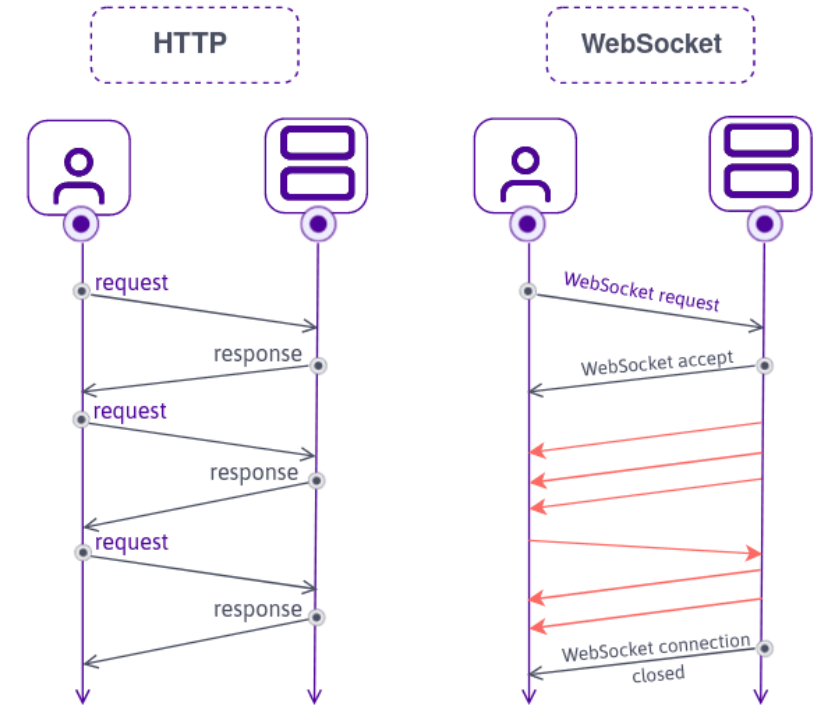 HTTP
WebSocket
request
response
request
response
request
response
WebSocket request
WebSocket accept
WebSocket connection
closed